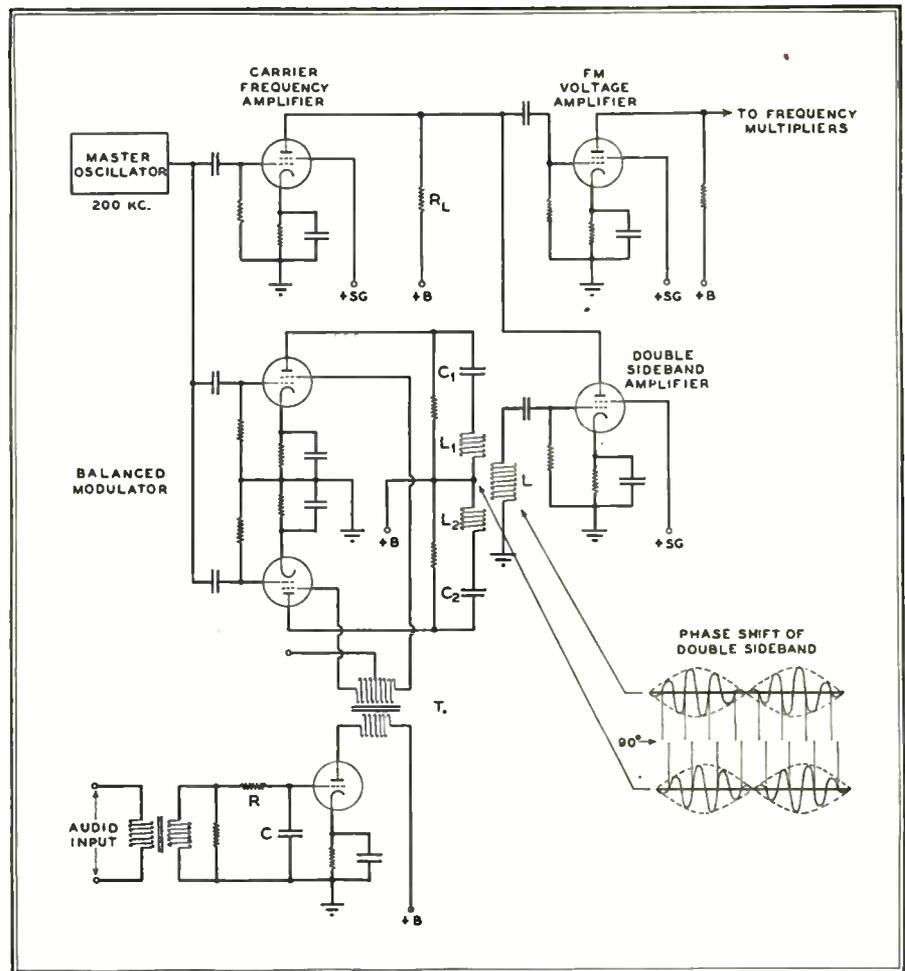 CARRIER
FREQUENCY
AMPLIFIER
FM
VOLTAGE
AMPLIFIER
TO FREQUENCY
MULTIPLIERS
MASTER
OSCILLATOR
200 KC.
RL
+SG
+B
+SG
+B
C1
DOUBLE
SIDEBAND
AMPLIFIER
L1
BALANCED
MODULATOR
L
+B
L2
+SG
C2
PHASE SHIFT OF
DOUBLE SIDEBAND
T.
90°
R
AUDIO
INPUT
C
+B